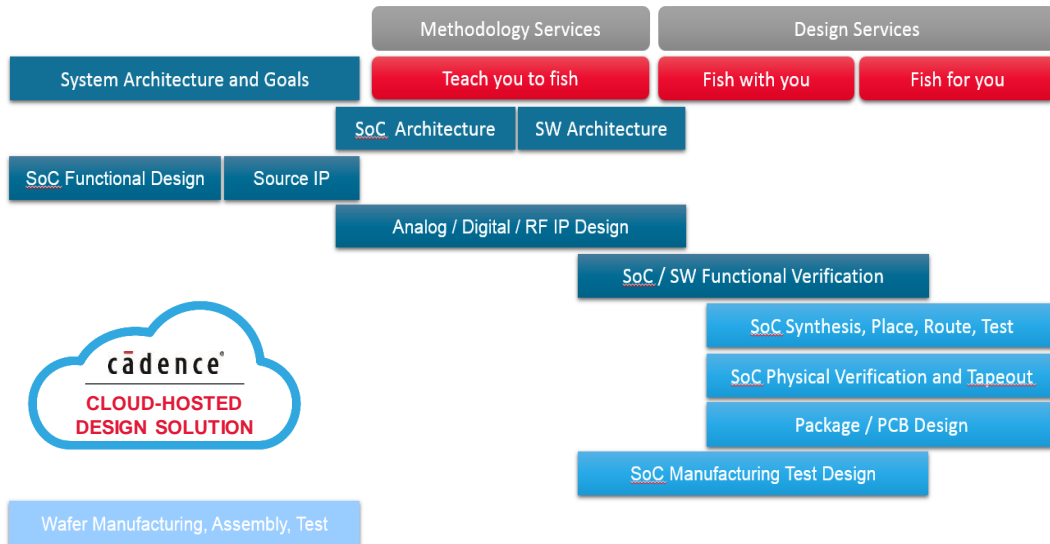 Methodology Services
Design Services
System Architecture and Goals
Teach you to fish
Fish with you
Fish for you
SoC Architecture
SW Architecture
SoC Functional Design
Source IP
Analog / Digital / RF IP Design
SoC / SW Functional Verification
SoC Synthesis, Place, Route, Test
cādence®
SoC Physical Verification and Tapeout
CLOUD-HOSTED
DESIGN SOLUTION
Package / PCB Design
SoC Manufacturing Test Design
Wafer Manufacturing, Assembly, Test